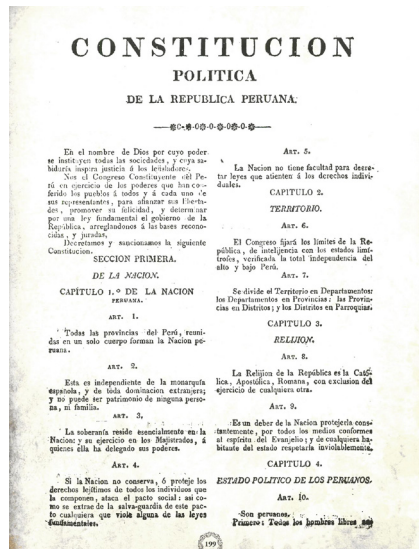 CONSTITUCION
POLITICA
DE LA REPUBLICA PERUANA.
En el nombre de Dios por cuyo poder
se instituyen todas las sociedades, y cuya sa-
biduría inspira justicia á los lejisladores.
Nos el Congreso Constituyente del Pe-
rú en ejercicio de los poderes que han con-
ferido los pueblos á todos y á cada uno de
sus representantes, para afianzar sus liberta-
des, promover su felicidad, y determinar
por una ley fundamental el gobierno de la
República, arreglandonos á las bases recono-
cidas, y juradas,
Decretamos y sancionamos la siguiente
Constitucion.
SECCION PRIMERA.
DE LA NACION.
CAPÍTULO 1.º DE LA NACION
PERUANA.
ART. 1.
Todas las provincias del Perú, reuni-
das en un solo cuerpo forman la Nacion pe-
ruana.
ART. 2.
Esta es independiente de la monarquía
española, y de toda dominacion extranjera;
y no puede ser patrimonio de ninguna perso-
na, ni familia.
ART. 3.
La soberanía reside esencialmente en la
Nacion: y su ejercicio en los Majistrados, á
quienes ella ha delegado sus poderes.
ART. 4.
Si la Nacion no conserva, ó proteje los
derechos lejítimos de todos los individuos que
la componen, ataca el pacto social: asi co-
mo se extrae de la salva-guardia de este pac-
to cualquiera que viole alguna de las leyes
fundamentales.
ART. 5.
La Nacion no tiene facultad para decre-
tar leyes que atienten á los derechos indivi-
duales.
CAPITULO 2.
TERRITORIO.
ART. 6.
El Congreso fijará los límites de la Re-
pública, de intelijencia con los estados limí-
trofes, verificada la total independencia del
alto y bajo Perú.
ART. 7.
Se divide el Territorio en Departamentos:
los Departamentos en Provincias: las Provin-
cias en Distritos; y los Distritos en Parroquias.
CAPITULO 3.
RELIJION.
ART. 8.
La Relijion de la República es la Cató-
lica, Apostólica, Romana, con exclusion del
ejercicio de cualquiera otra.
ART. 9.
Es un deber de la Nacion protejerla cons-
tantemente, por todos los medios conformes
al espíritu del Evanjelio; y de cualquiera ha-
bitante del estado respetarla inviolablemente.
CAPITULO 4.
ESTADO POLITICO DE LOS PERUANOS.
ART. 10.
Son peruanos.
Primero: Todos los hombres libres
199